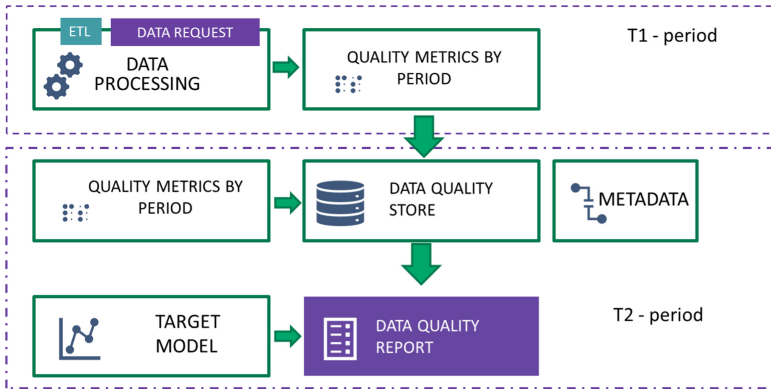 ETL
DATA REQUEST
DATA
PROCESSING
QUALITY METRICS BY
PERIOD
T1 - period
QUALITY METRICS BY
PERIOD
DATA QUALITY
STORE
METADATA
TARGET
MODEL
DATA QUALITY
REPORT
T2 - period